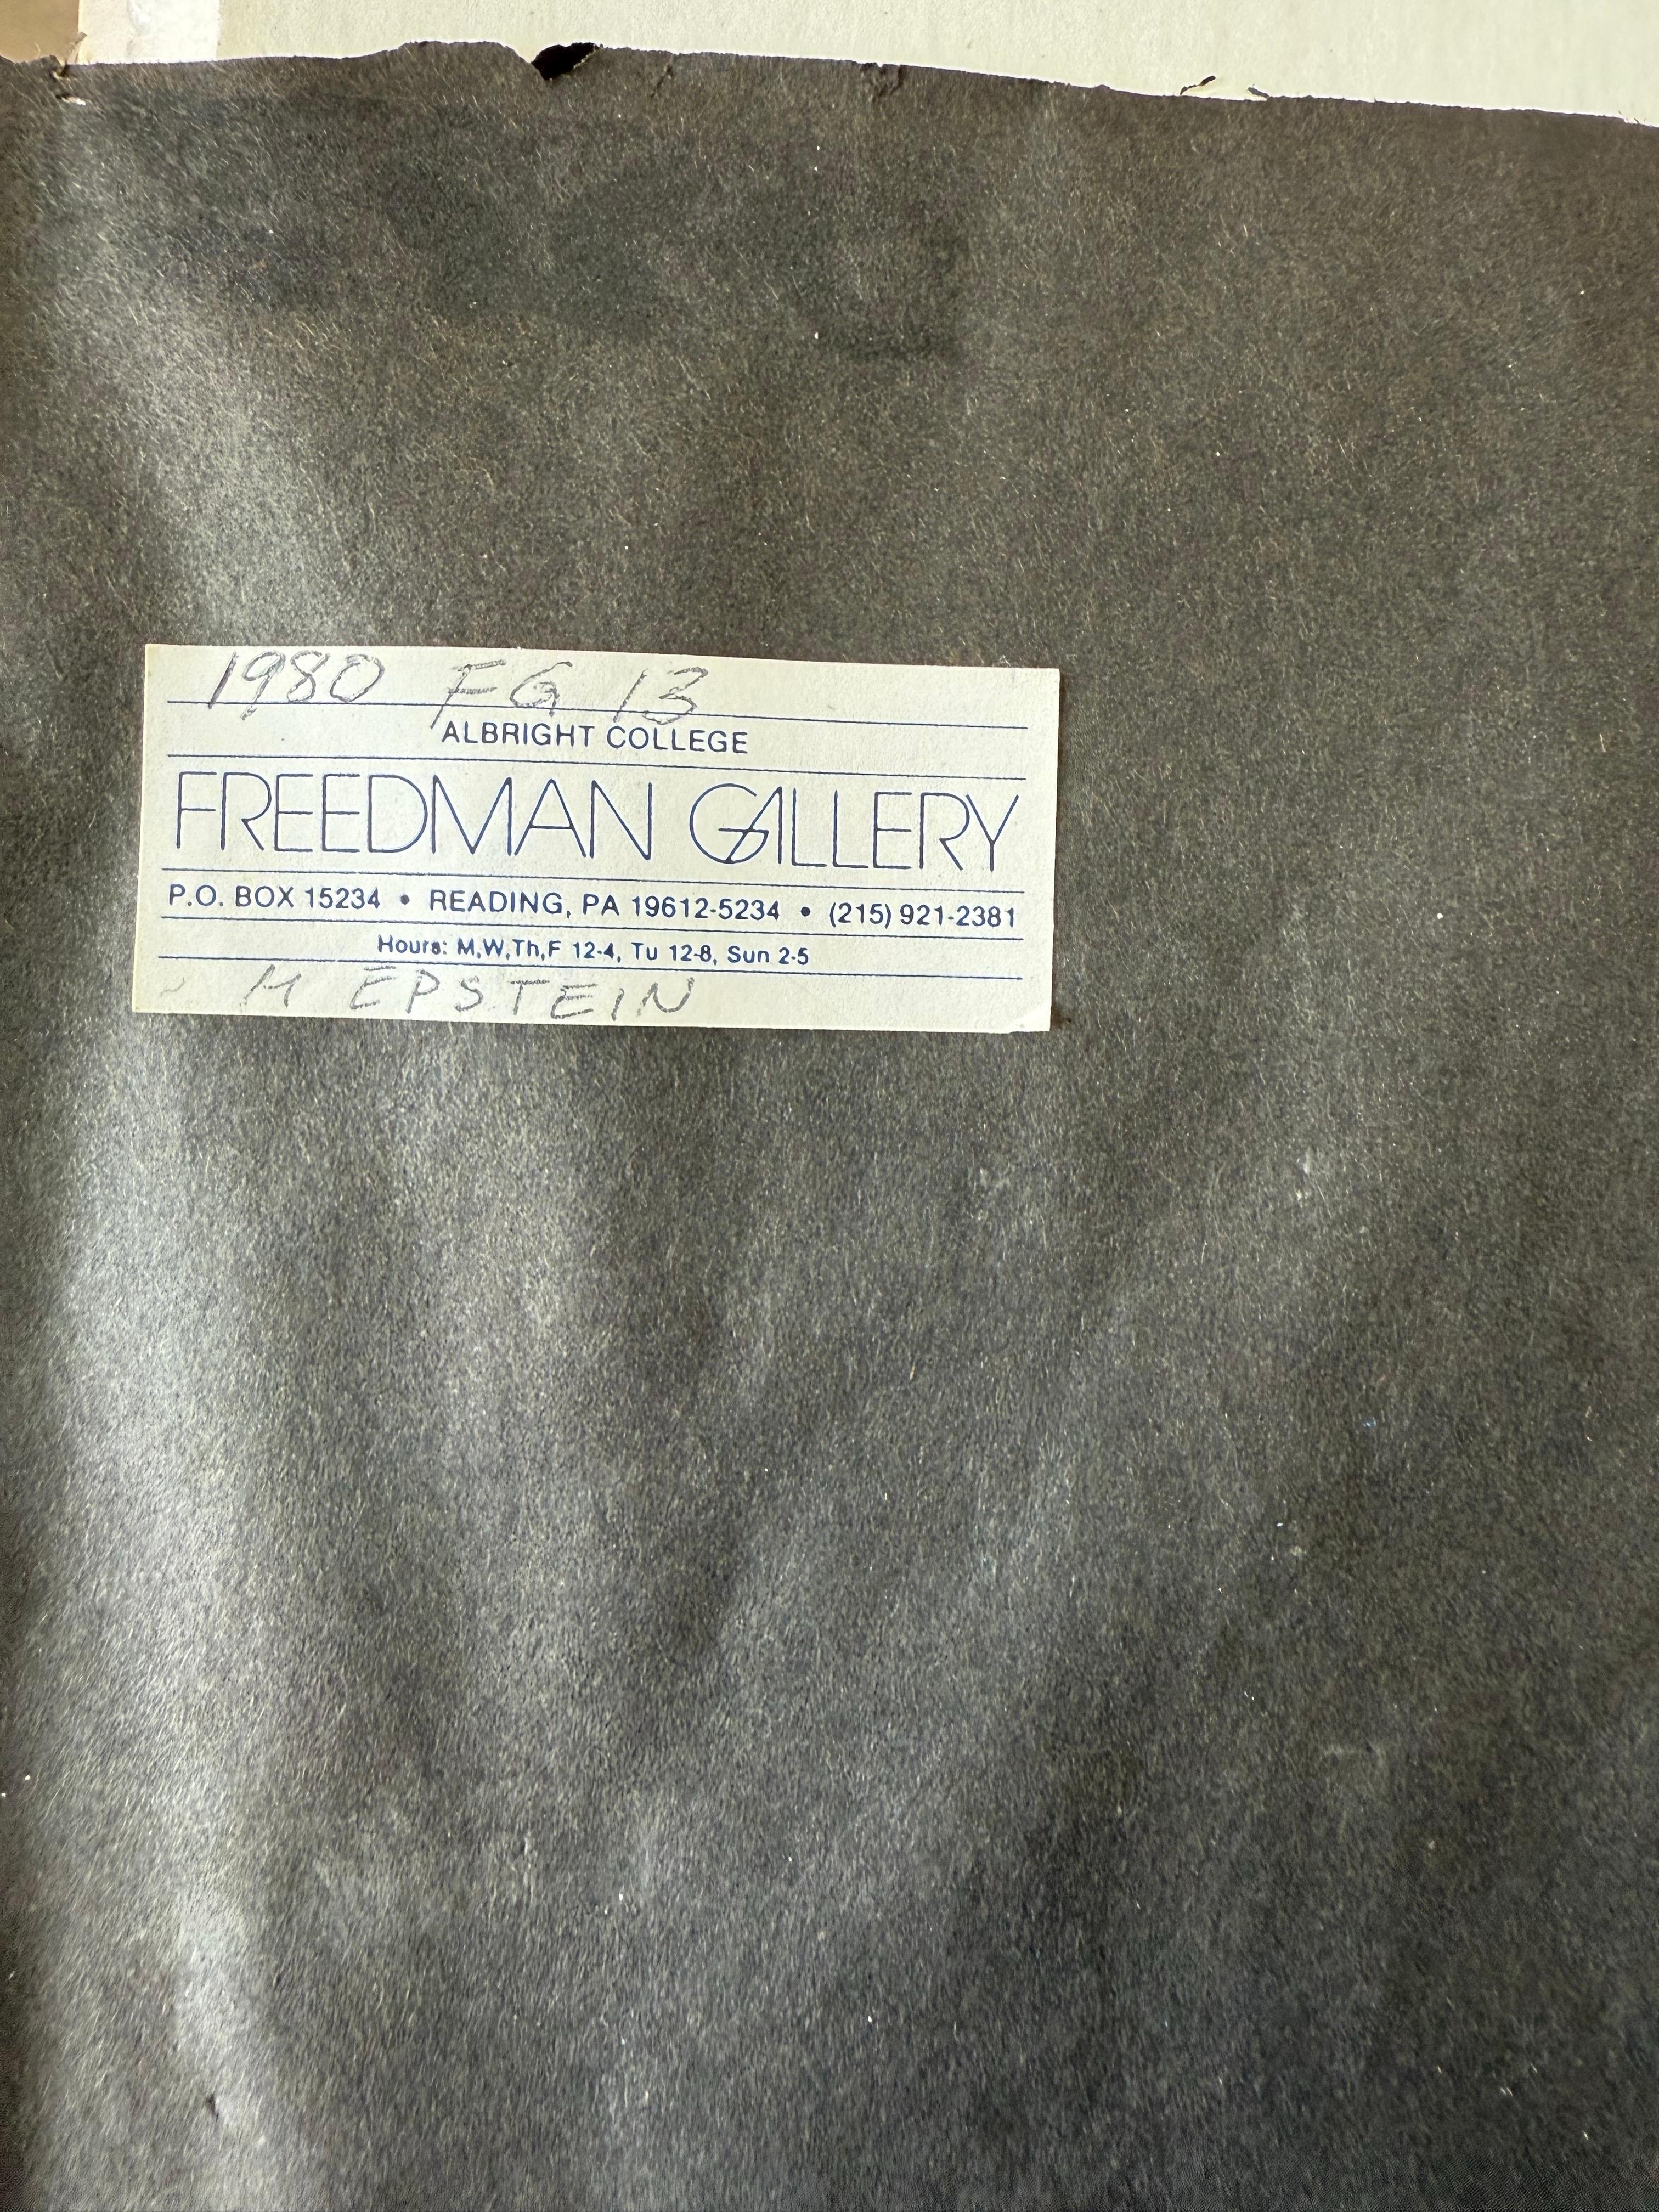 1980 FG 13
ALBRIGHT COLLEGE
FREEDMAN GALLERY
P.O. BOX 15234 • READING, PA 19612-5234 • (215) 921-2381
Hours: M,W,Th,F 12-4, Tu 12-8, Sun 2-5
M EPSTEIN